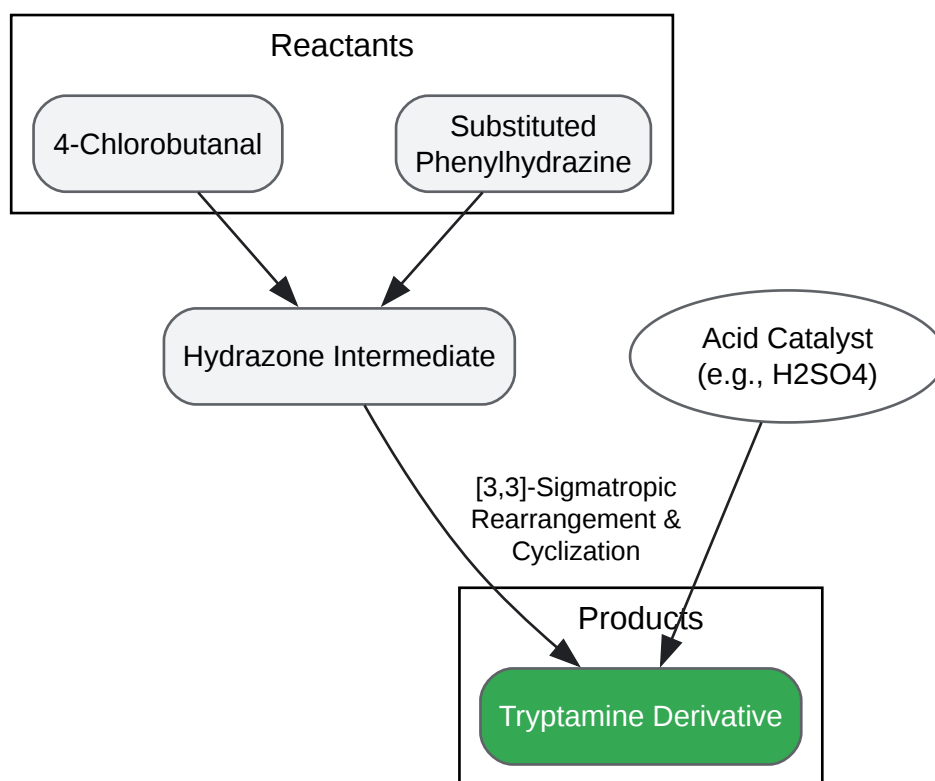 Reactants
4-Chlorobutanal
Substituted
Phenylhydrazine
Hydrazone Intermediate
Acid Catalyst
(e.g., H2SO4)
[3,3]-Sigmatropic
Rearrangement &
Cyclization
Products
Tryptamine Derivative